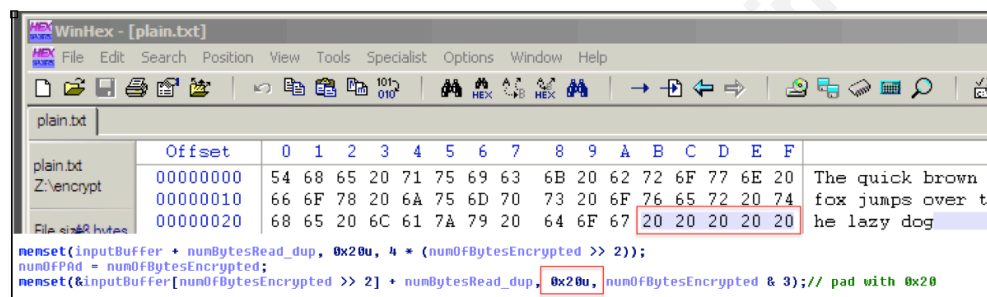 WinHex - [plain.txt]
File Edit Search Position View Tools Specialist Options Window Help
plain.txt
Offset 0 1 2 3 4 5 6 7 8 9 A B C D E F
plain.txt
Z:\encrypt
00000000 54 68 65 20 71 75 69 63 6B 20 62 72 6F 77 6E 20 The quick brown
00000010 66 6F 78 20 6A 75 6D 70 73 20 6F 76 65 72 20 74 fox jumps over t
00000020 68 65 20 6C 61 7A 79 20 64 6F 67 20 20 20 20 20 he lazy dog
memset(inputBuffer + numBytesRead_dup, 0x20u, 4 * (numOfBytesEncrypted >> 2));
numOfPAd = numOfBytesEncrypted;
memset(&inputBuffer[numOfBytesEncrypted >> 2] + numBytesRead_dup, 0x20u, numOfBytesEncrypted & 3);// pad with 0x20